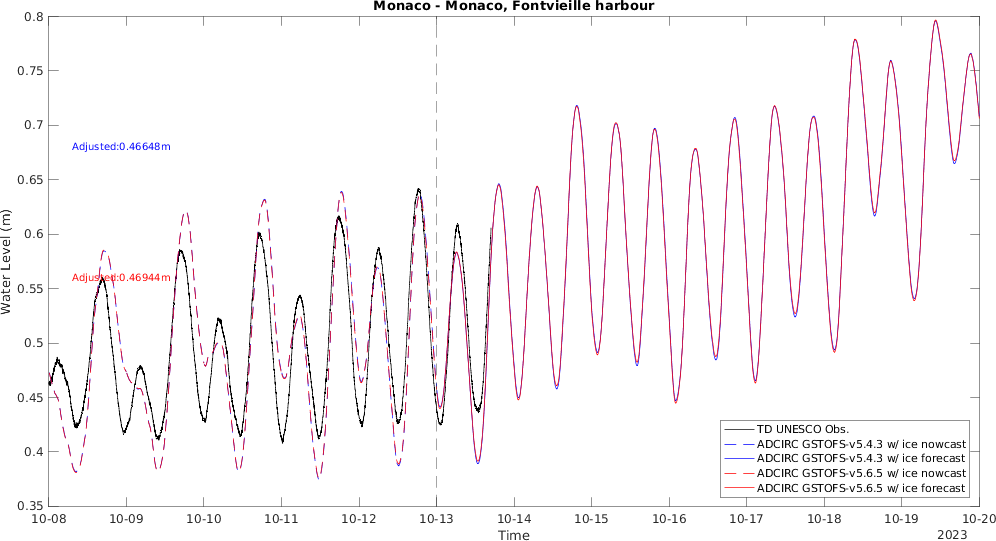 Monaco - Monaco, Fontvieille harbour
0.8
0.75
0.7
0.65
0.6
0.55
0.5
0.45
0.4
0.35
Water Level (m)
Adjusted:0.46648m
Adjusted:0.46944m
TD UNESCO Obs.
ADCIRC GSTOFS-v5.4.3 w/ ice nowcast
ADCIRC GSTOFS-v5.4.3 w/ ice forecast
ADCIRC GSTOFS-v5.6.5 w/ ice nowcast
ADCIRC GSTOFS-v5.6.5 w/ ice forecast
10-08 10-09 10-10 10-11 10-12 10-13 10-14 10-15 10-16 10-17 10-18 10-19 10-20
Time
2023